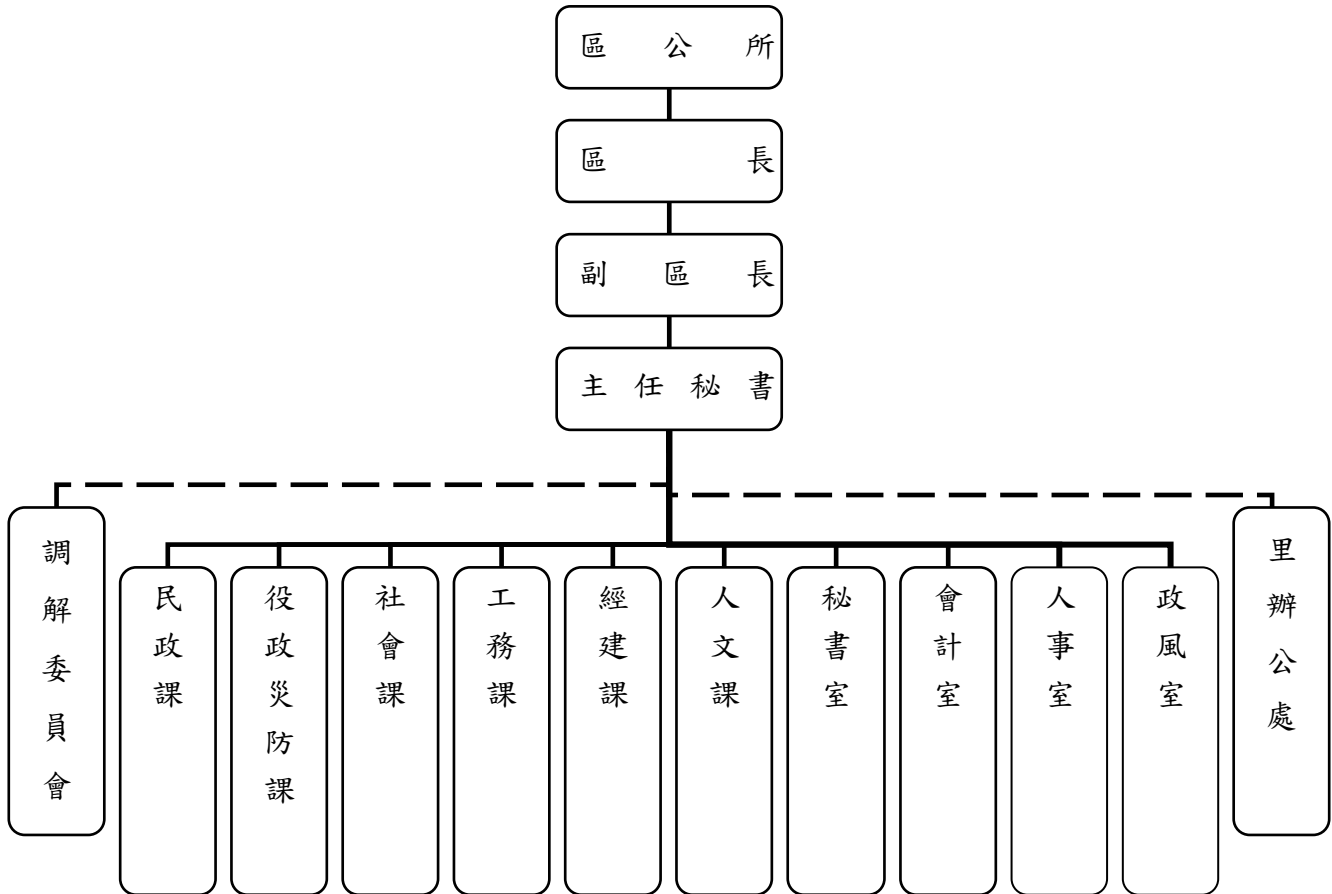 區公所
區長
副區長
主任秘書
調解委員會
民政課
役政災防課
社會課
工務課
經建課
人文課
秘書室
會計室
人事室
政風室
里辦公處